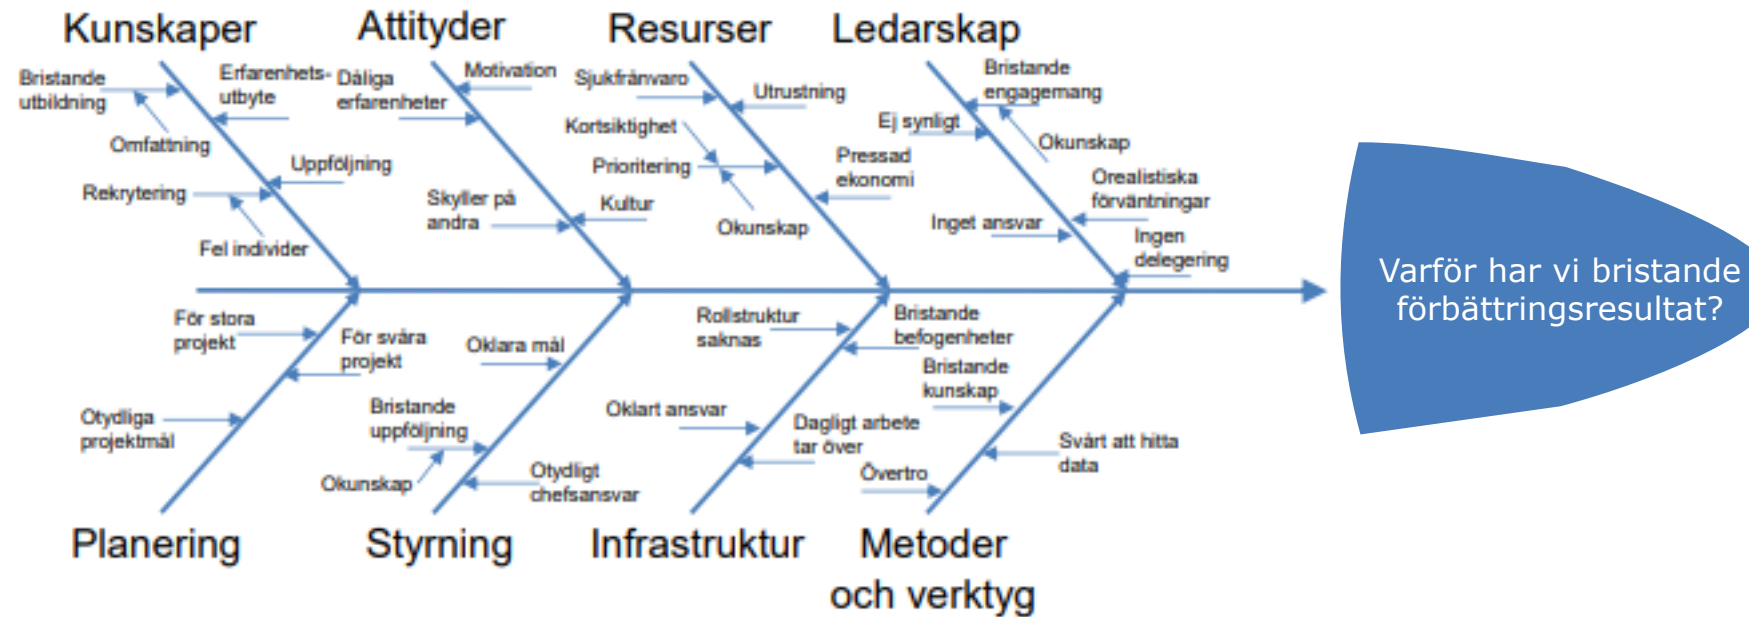 Kunskaper
Attityder
Resurser
Ledarskap
Bristande
utbildning
Erfarenhets-
utbyte
Omfattning
Uppföljning
Rekrytering
Fel individer
Dåliga
erfarenheter
Motivation
Skyller på
andra
Kultur
Sjukfrånvaro
Utrustning
Kortsiktighet
Prioritering
Pressad
ekonomi
Okunskap
Bristande
engagemang
Ej synligt
Okunskap
Orealistiska
förväntningar
Inget ansvar
Ingen
delegering
Varför har vi bristande
förbättringsresultat?
För stora
projekt
För svåra
projekt
Otydliga
projektmål
Oklara mål
Bristande
uppföljning
Okunskap
Otydligt
chefsansvar
Rollstruktur
saknas
Bristande
befogenheter
Oklart ansvar
Dagligt arbete
tar över
Bristande
kunskap
Svårt att hitta
data
Övertro
Planering
Styrning
Infrastruktur
Metoder
och verktyg